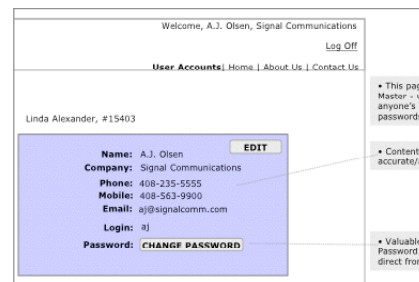 Welcome, A.J. Olsen, Signal Communications
Log Off
User Accounts| Home | About Us | Contact Us
Linda Alexander, #15403
EDIT
Name: A.J. Olsen
Company: Signal Communications
Phone: 408-235-5555
Mobile: 408-563-9900
Email: aj@signalcomm.com
Login: aj
Password: CHANGE PASSWORD
• This pag
Master -
anyone's
passwords
• Content
accurate/
• Valuable
Password
direct from